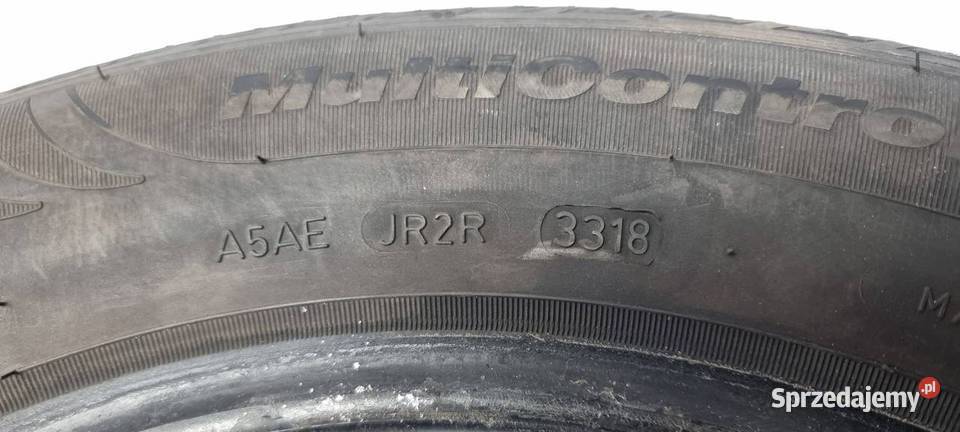 MultiContro
A5AE JR2R 3318
M
Sprzedajemy.pl